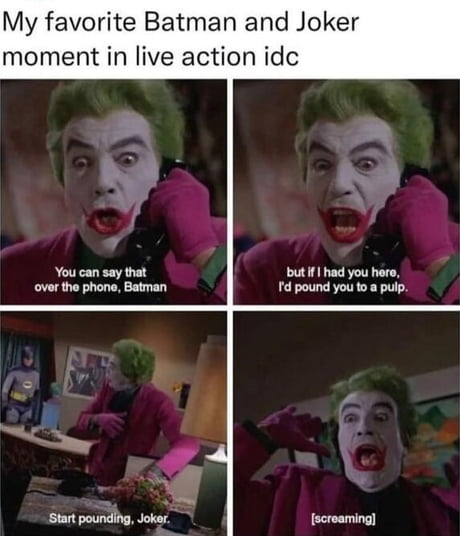 My favorite Batman and Joker
moment in live action idc
You can say that
over the phone, Batman
but if I had you here,
I'd pound you to a pulp.
Start pounding, Joker.
[screaming]